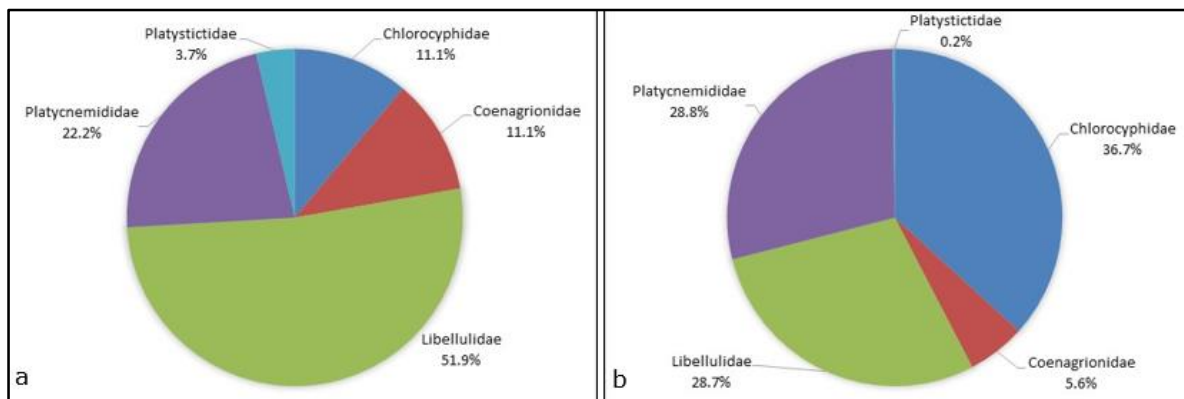 Platystictidae
3.7%
Chlorocyphidae
11.1%
Platycnemididae
22.2%
Coenagrionidae
11.1%
Libellulidae
51.9%
a
Platystictidae
0.2%
Platycnemididae
28.8%
Chlorocyphidae
36.7%
Libellulidae
28.7%
Coenagrionidae
5.6%
b